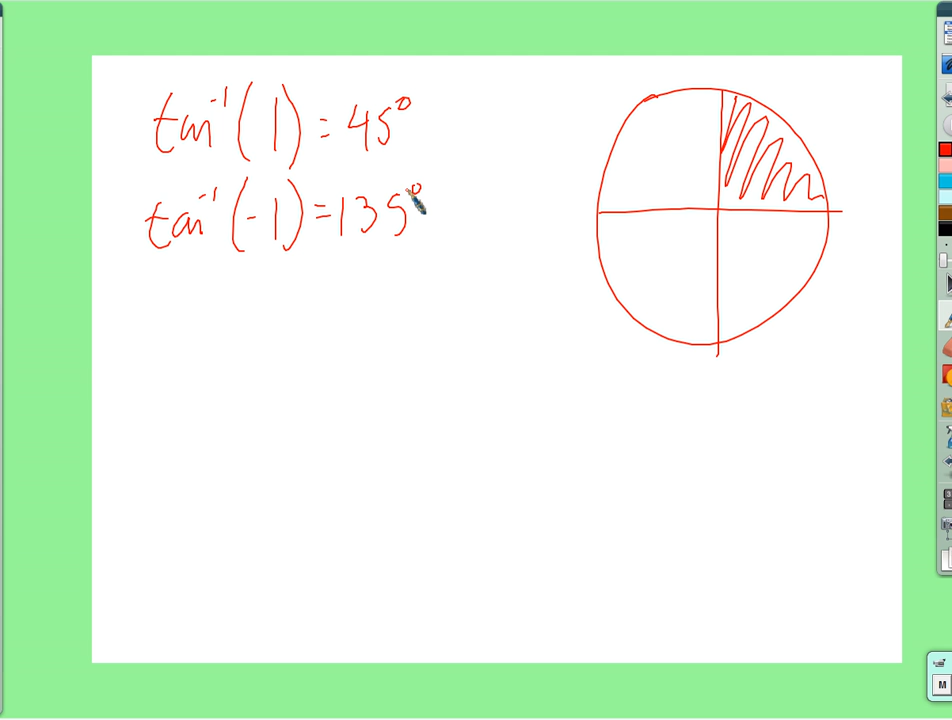 tan⁻¹(1) = 45°
tan⁻¹(-1) = 135°
M